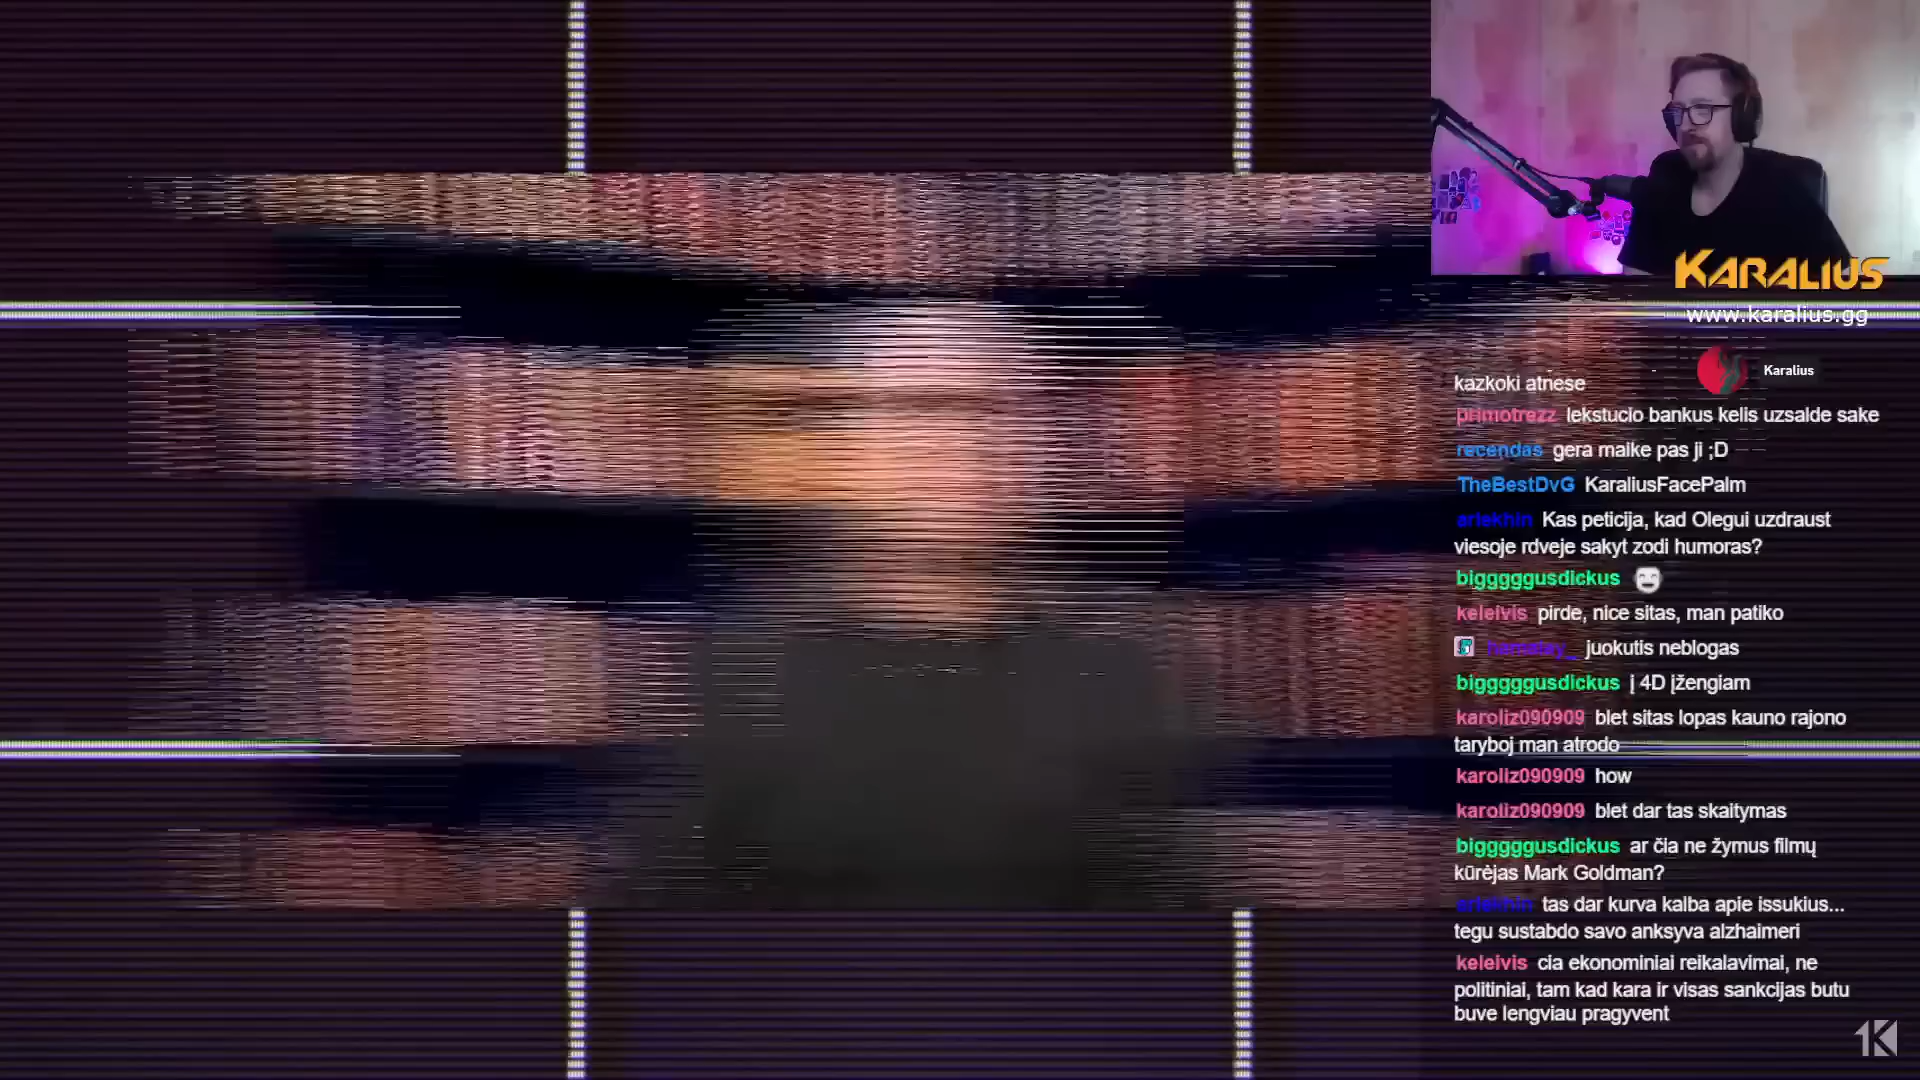 KARALIUS
www.karalius.gg
Karalius
kazkoki atnese
primotrezz lekstucio bankus kelis uzsalde sake
recendas gera maike pas ji ;D
TheBestDvG KaraliusFacePalm
arlekhin Kas peticija, kad Olegui uzdraust
viesoje rdveje sakyt zodi humoras?
bigggggusdickus
keleivis pirde, nice sitas, man patiko
juokutis neblogas
bigggggusdickus į 4D įžengiam
karoliz090909 blet sitas lopas kauno rajono
taryboj man atrodo
karoliz090909 how
karoliz090909 blet dar tas skaitymas
bigggggusdickus ar čia ne žymus filmų
kūrėjas Mark Goldman?
arlekhin tas dar kurva kalba apie issukius...
tegu sustabdo savo anksyva alzhaimeri
keleivis cia ekonominiai reikalavimai, ne
politiniai, tam kad kara ir visas sankcijas butu
buve lengviau pragyvent
1K